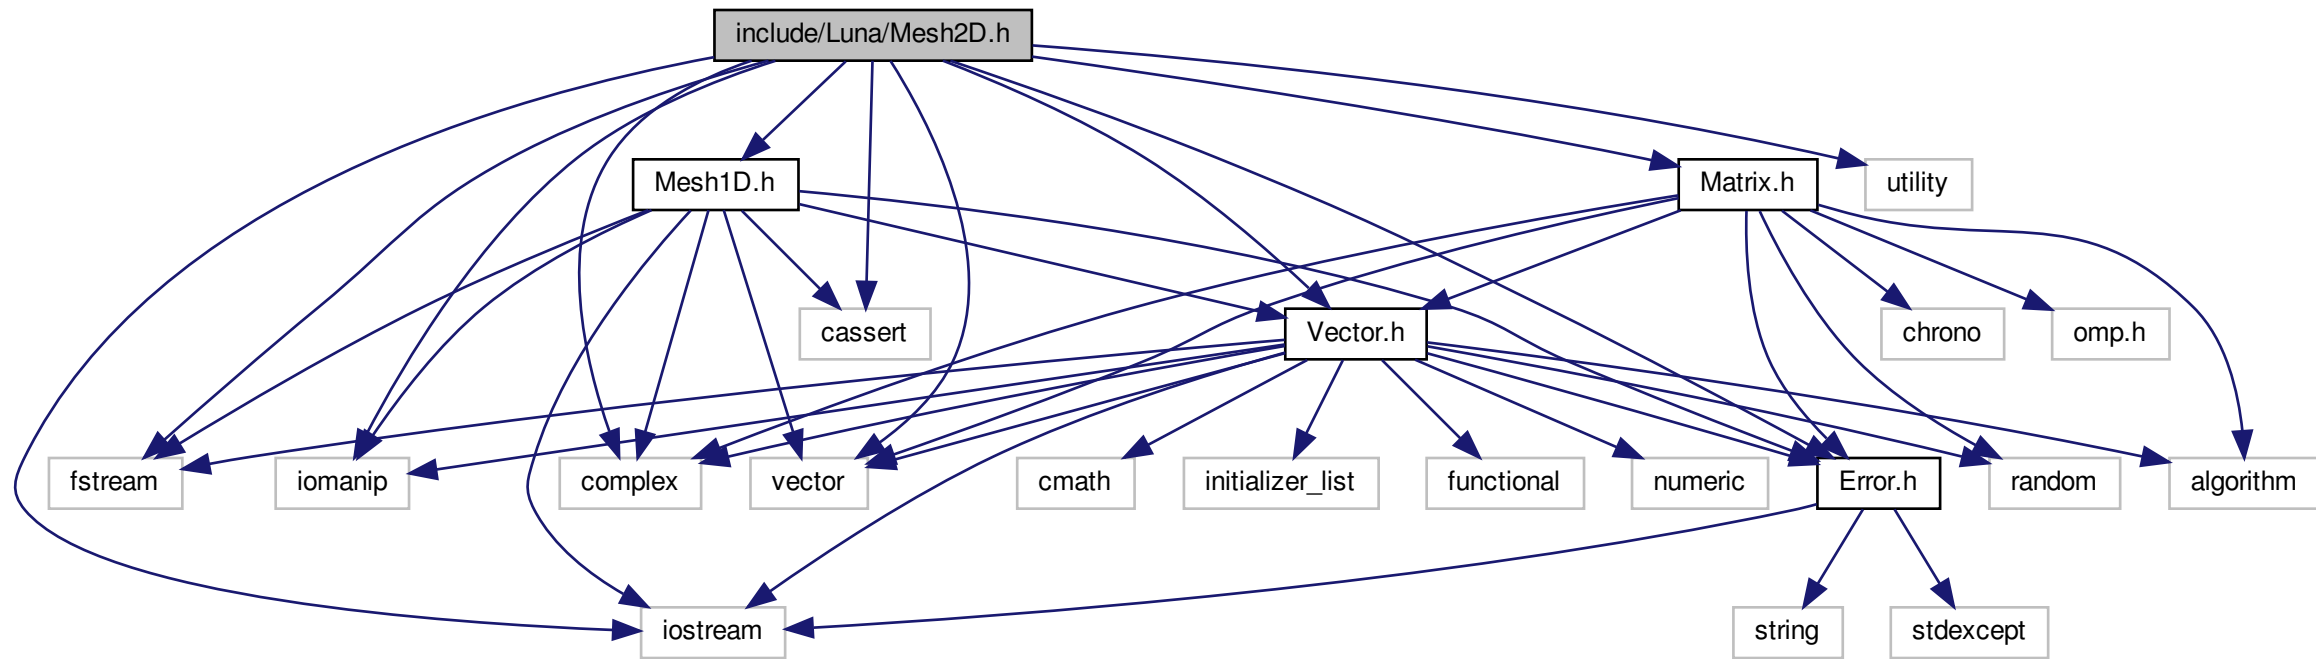 include/Luna/Mesh2D.h
Mesh1D.h
Matrix.h
utility
cassert
Vector.h
chrono
omp.h
fstream
iomanip
complex
vector
cmath
initializer_list
functional
numeric
Error.h
random
algorithm
iostream
string
stdexcept